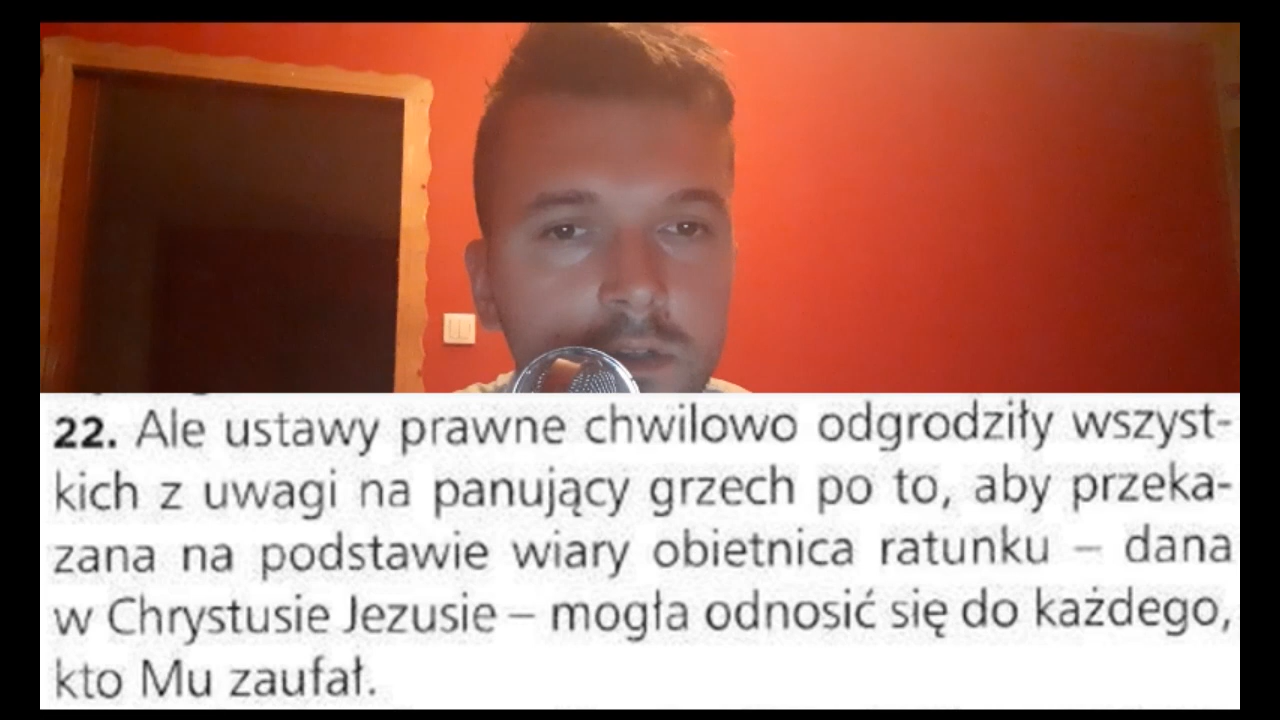 22. Ale ustawy prawne chwilowo odgrodziły wszyst-
kich z uwagi na panujący grzech po to, aby przeka-
zana na podstawie wiary obietnica ratunku – dana
w Chrystusie Jezusie – mogła odnosić się do każdego,
kto Mu zaufał.